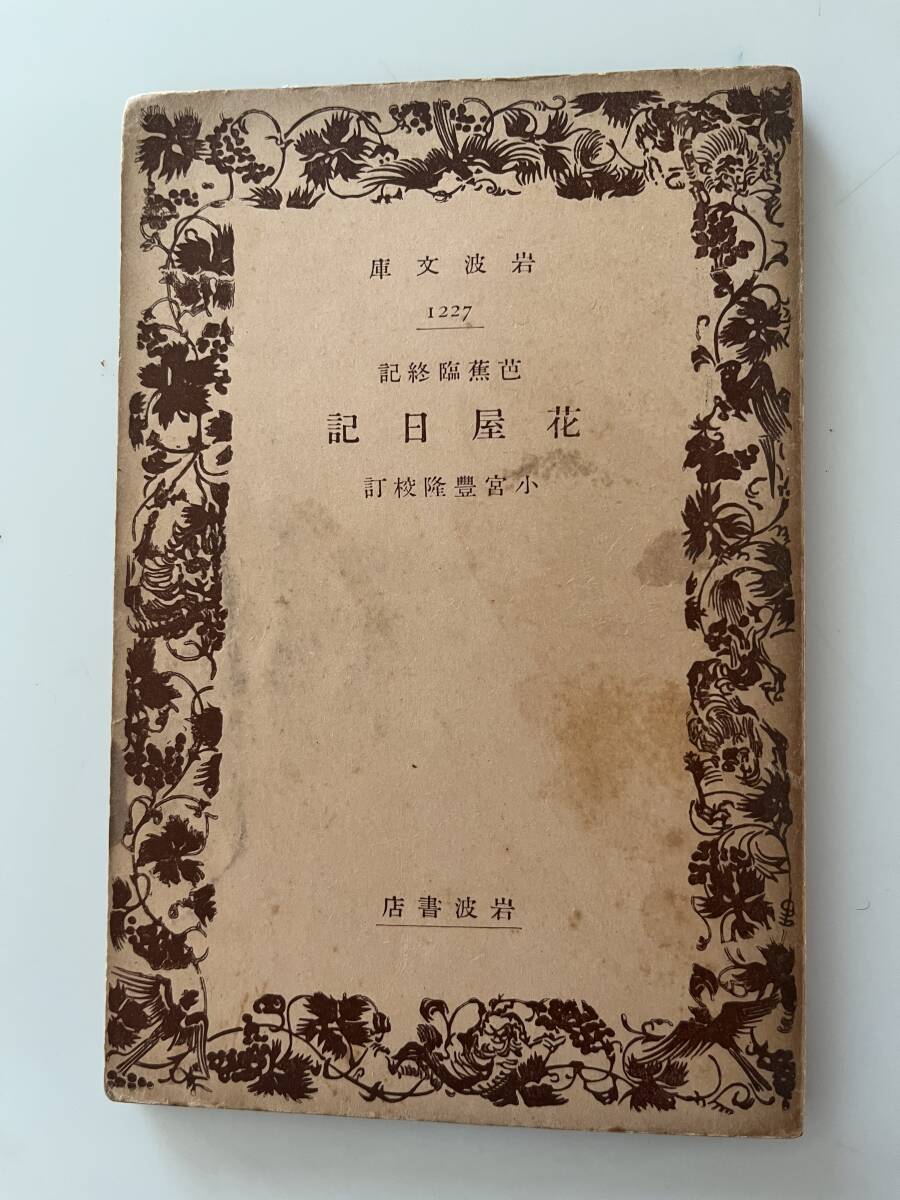 岩波文庫
1227
芭蕉臨終記
花屋日記
小宮豐隆校訂
岩波書店